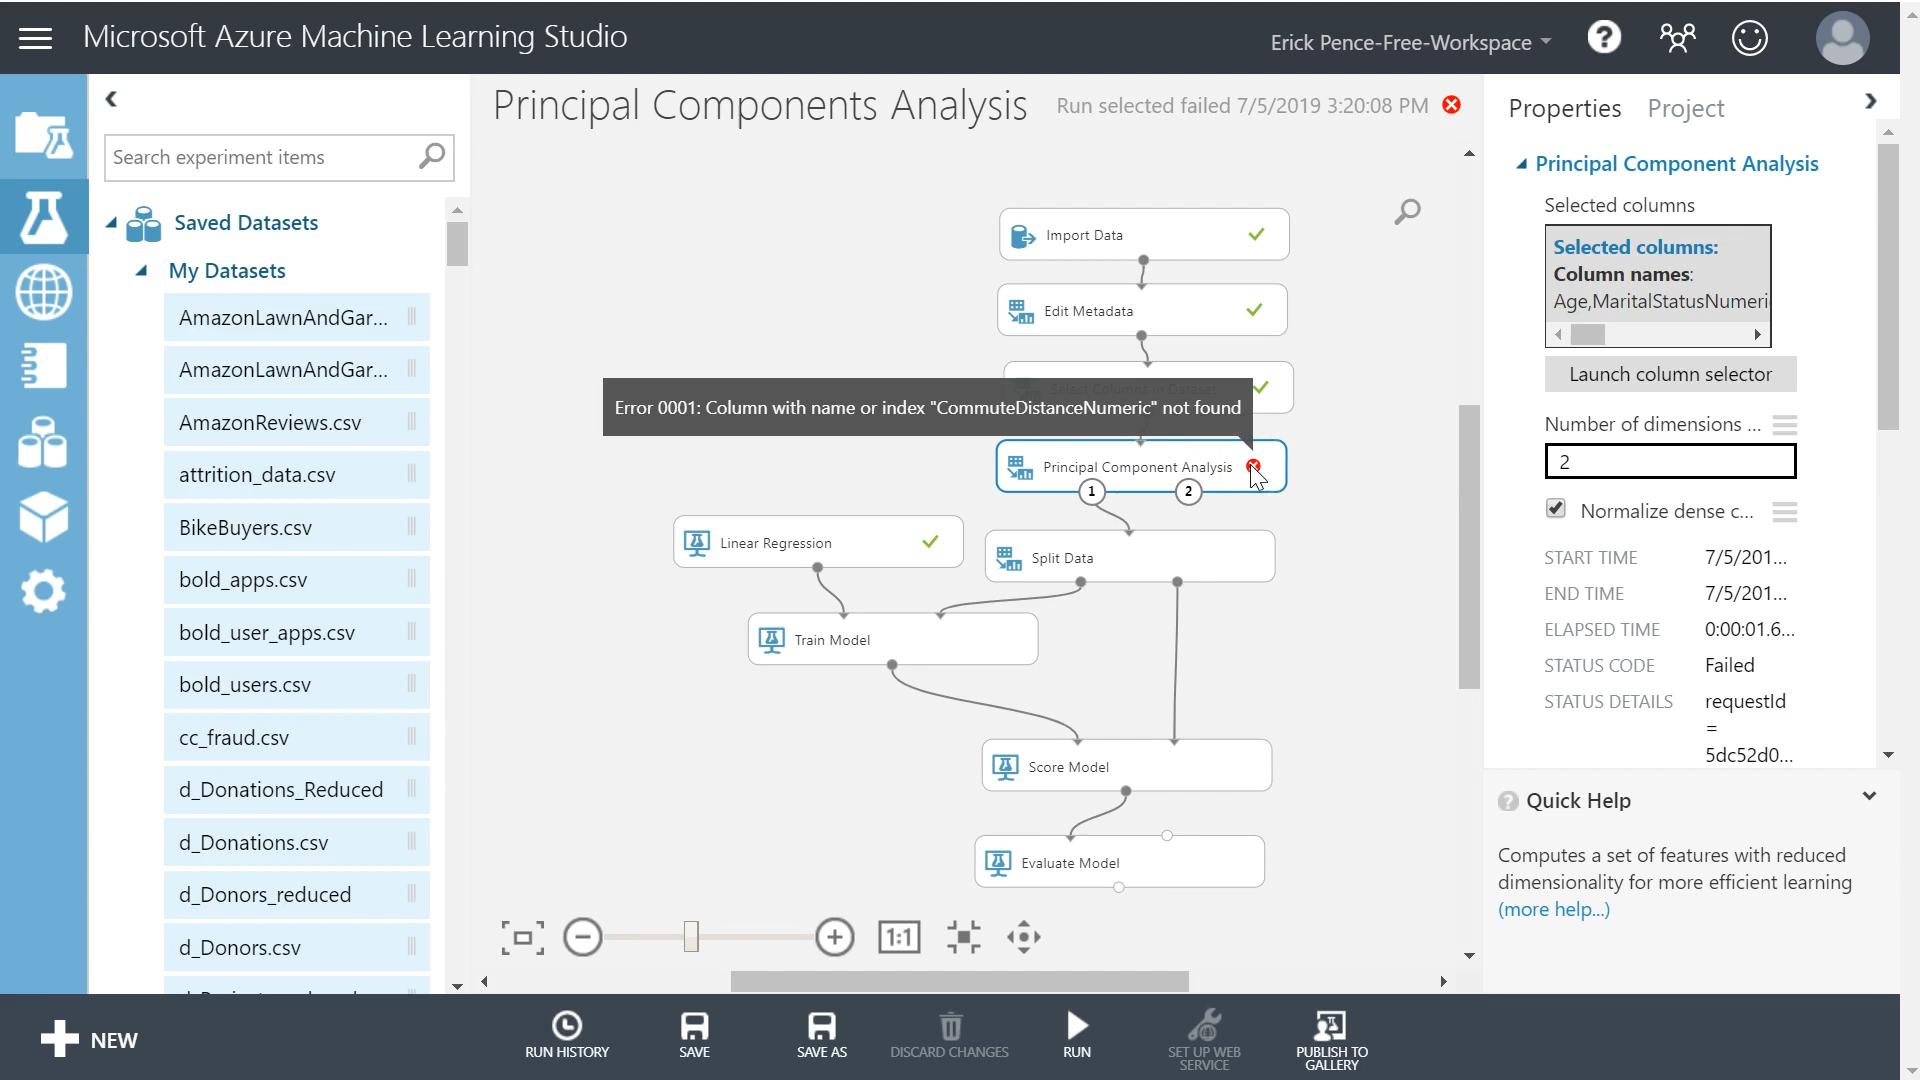 Microsoft Azure Machine Learning Studio
Erick Pence-Free-Workspace
?
Search experiment items
Saved Datasets
My Datasets
AmazonLawnAndGar...
AmazonLawnAndGar...
AmazonReviews.csv
attrition_data.csv
BikeBuyers.csv
bold_apps.csv
bold_user_apps.csv
bold_users.csv
cc_fraud.csv
d_Donations_Reduced
d_Donations.csv
d_Donors_reduced
d_Donors.csv
Principal Components Analysis
Run selected failed 7/5/2019 3:20:08 PM
Import Data
Edit Metadata
Select Columns in Dataset
Error 0001: Column with name or index "CommuteDistanceNumeric" not found
Principal Component Analysis
1
2
Linear Regression
Split Data
Train Model
Score Model
Evaluate Model
1:1
Properties
Project
Principal Component Analysis
Selected columns
Selected columns:
Column names:
Age,MaritalStatusNumeri
Launch column selector
Number of dimensions ...
2
Normalize dense c...
START TIME 7/5/201...
END TIME 7/5/201...
ELAPSED TIME 0:00:01.6...
STATUS CODE Failed
STATUS DETAILS requestId
=
5dc52d0...
? Quick Help
Computes a set of features with reduced
dimensionality for more efficient learning
(more help...)
NEW
RUN HISTORY
SAVE
SAVE AS
DISCARD CHANGES
RUN
SET UP WEB
SERVICE
PUBLISH TO
GALLERY